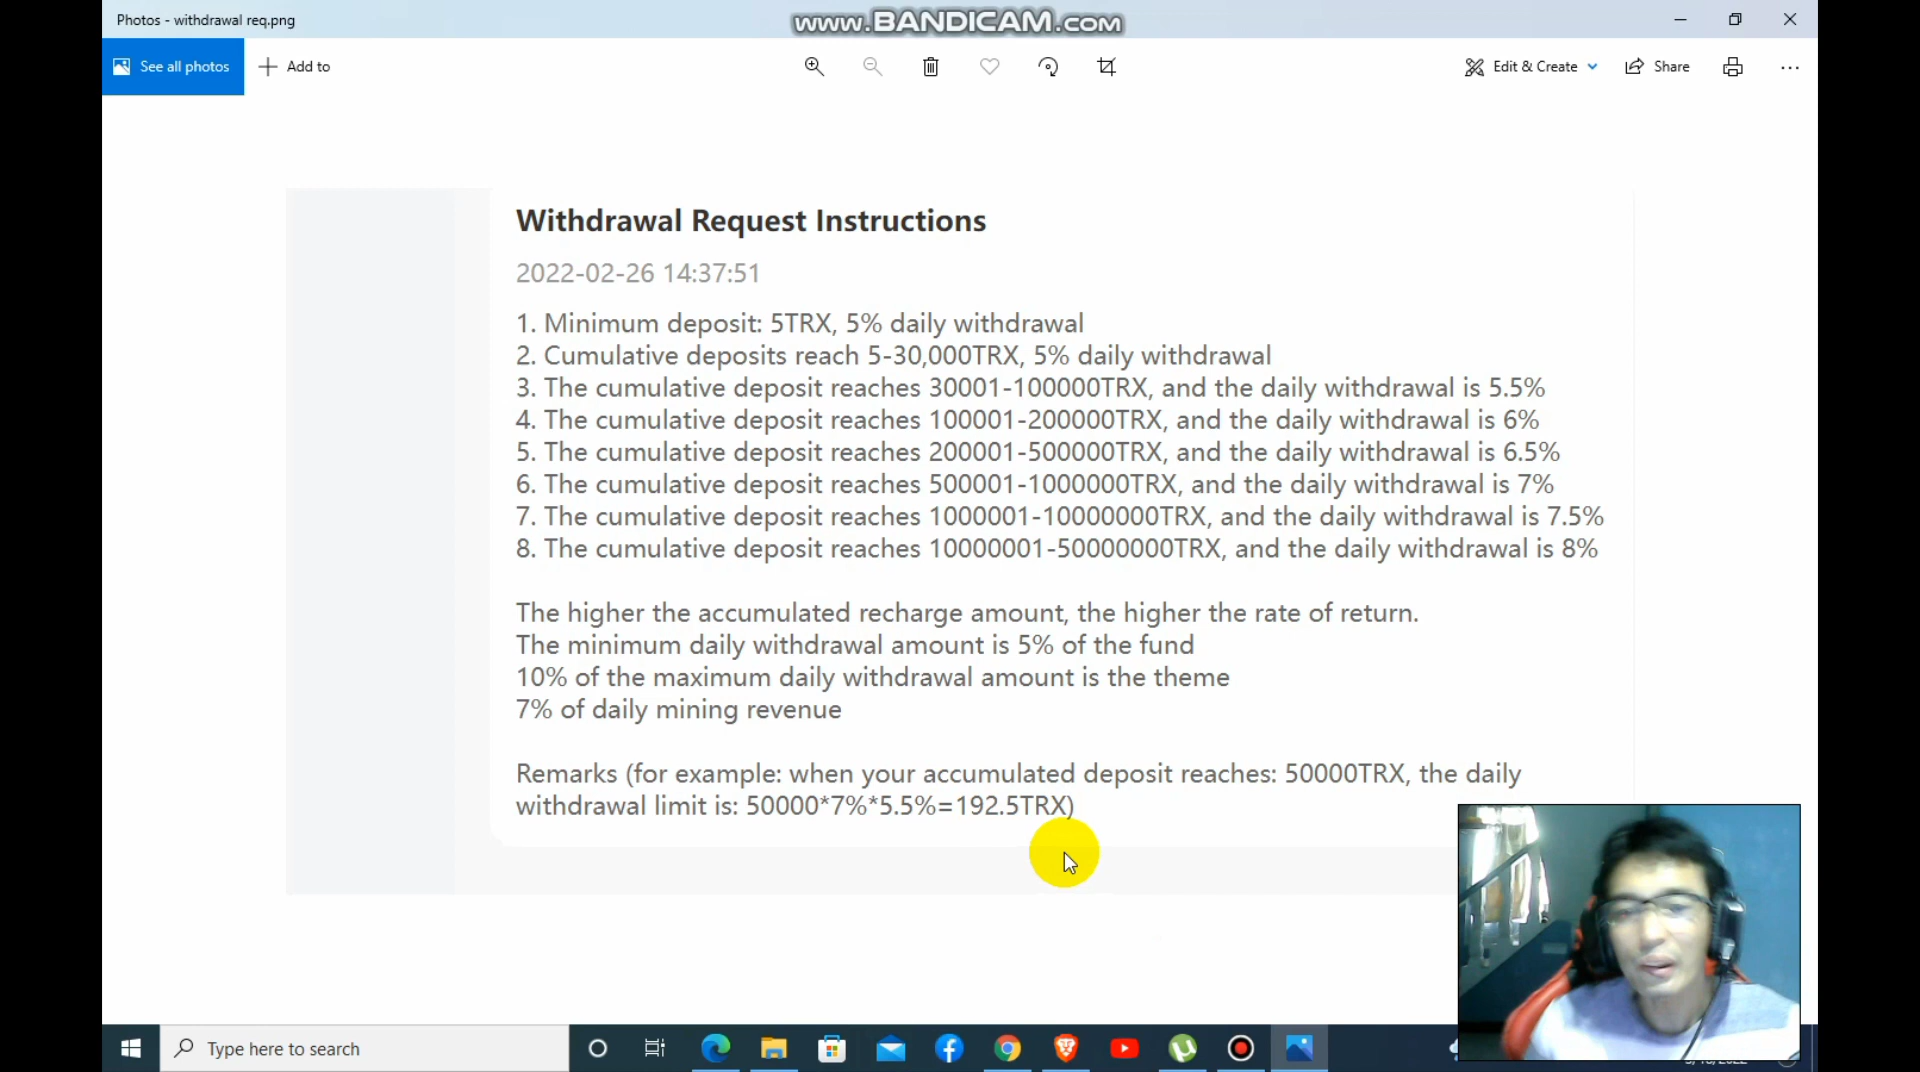 Photos - withdrawal req.png
www.BANDICAM.com
See all photos
Add to
Edit & Create
Share
Withdrawal Request Instructions
2022-02-26 14:37:51
1. Minimum deposit: 5TRX, 5% daily withdrawal
2. Cumulative deposits reach 5-30,000TRX, 5% daily withdrawal
3. The cumulative deposit reaches 30001-100000TRX, and the daily withdrawal is 5.5%
4. The cumulative deposit reaches 100001-200000TRX, and the daily withdrawal is 6%
5. The cumulative deposit reaches 200001-500000TRX, and the daily withdrawal is 6.5%
6. The cumulative deposit reaches 500001-1000000TRX, and the daily withdrawal is 7%
7. The cumulative deposit reaches 1000001-10000000TRX, and the daily withdrawal is 7.5%
8. The cumulative deposit reaches 10000001-50000000TRX, and the daily withdrawal is 8%
The higher the accumulated recharge amount, the higher the rate of return.
The minimum daily withdrawal amount is 5% of the fund
10% of the maximum daily withdrawal amount is the theme
7% of daily mining revenue
Remarks (for example: when your accumulated deposit reaches: 50000TRX, the daily
withdrawal limit is: 50000*7%*5.5%=192.5TRX)
Type here to search